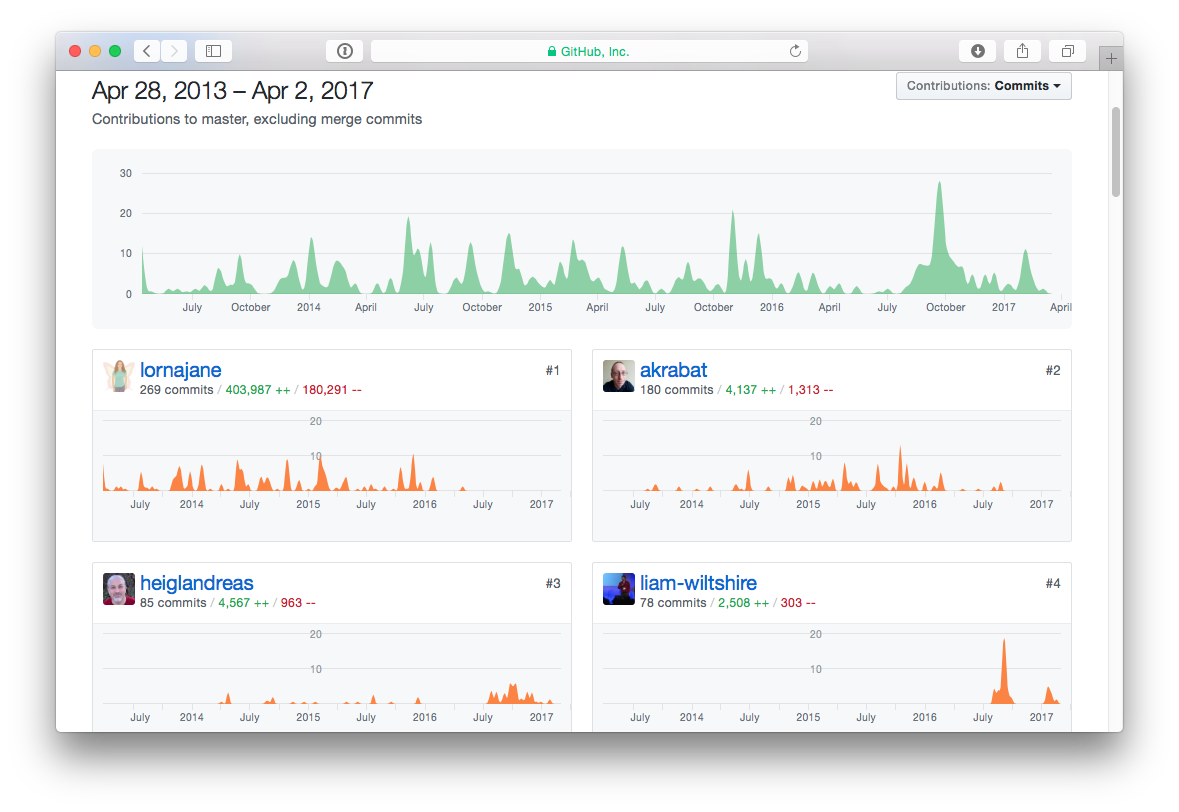 GitHub, Inc.
Apr 28, 2013 – Apr 2, 2017
Contributions: Commits
Contributions to master, excluding merge commits
30
20
10
0
July October 2014 April July October 2015 April July October 2016 April July October 2017 April
lornajane #1
269 commits / 403,987 ++ / 180,291 --
20
10
July 2014 July 2015 July 2016 July 2017
akrabat #2
180 commits / 4,137 ++ / 1,313 --
20
10
July 2014 July 2015 July 2016 July 2017
heiglandreas #3
85 commits / 4,567 ++ / 963 --
20
10
July 2014 July 2015 July 2016 July 2017
liam-wiltshire #4
78 commits / 2,508 ++ / 303 --
20
10
July 2014 July 2015 July 2016 July 2017